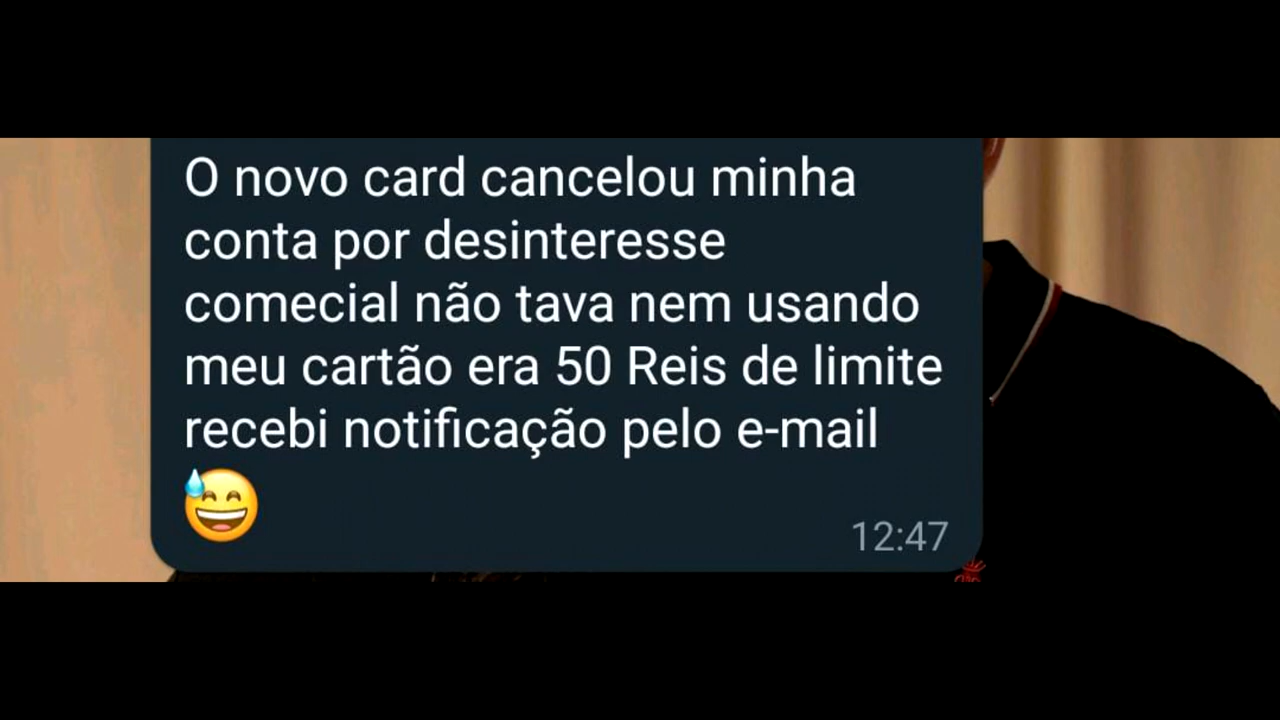 O novo card cancelou minha
conta por desinteresse
comecial não tava nem usando
meu cartão era 50 Reis de limite
recebi notificação pelo e-mail
😅
12:47